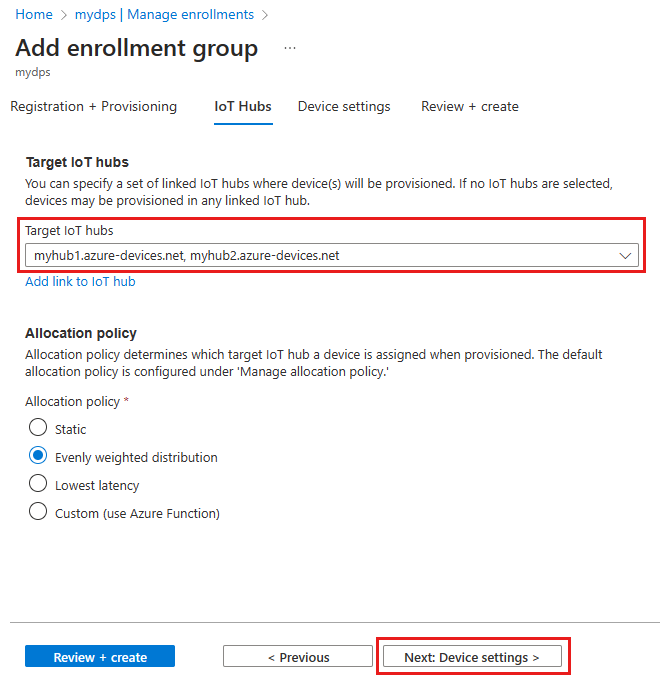 Home > mydps | Manage enrollments >
Add enrollment group ...
mydps
Registration + Provisioning IoT Hubs Device settings Review + create
Target IoT hubs
You can specify a set of linked IoT hubs where device(s) will be provisioned. If no IoT hubs are selected,
devices may be provisioned in any linked IoT hub.
Target IoT hubs
myhub1.azure-devices.net, myhub2.azure-devices.net
Add link to IoT hub
Allocation policy
Allocation policy determines which target IoT hub a device is assigned when provisioned. The default
allocation policy is configured under 'Manage allocation policy.'
Allocation policy *
Static
Evenly weighted distribution
Lowest latency
Custom (use Azure Function)
Review + create < Previous Next: Device settings >